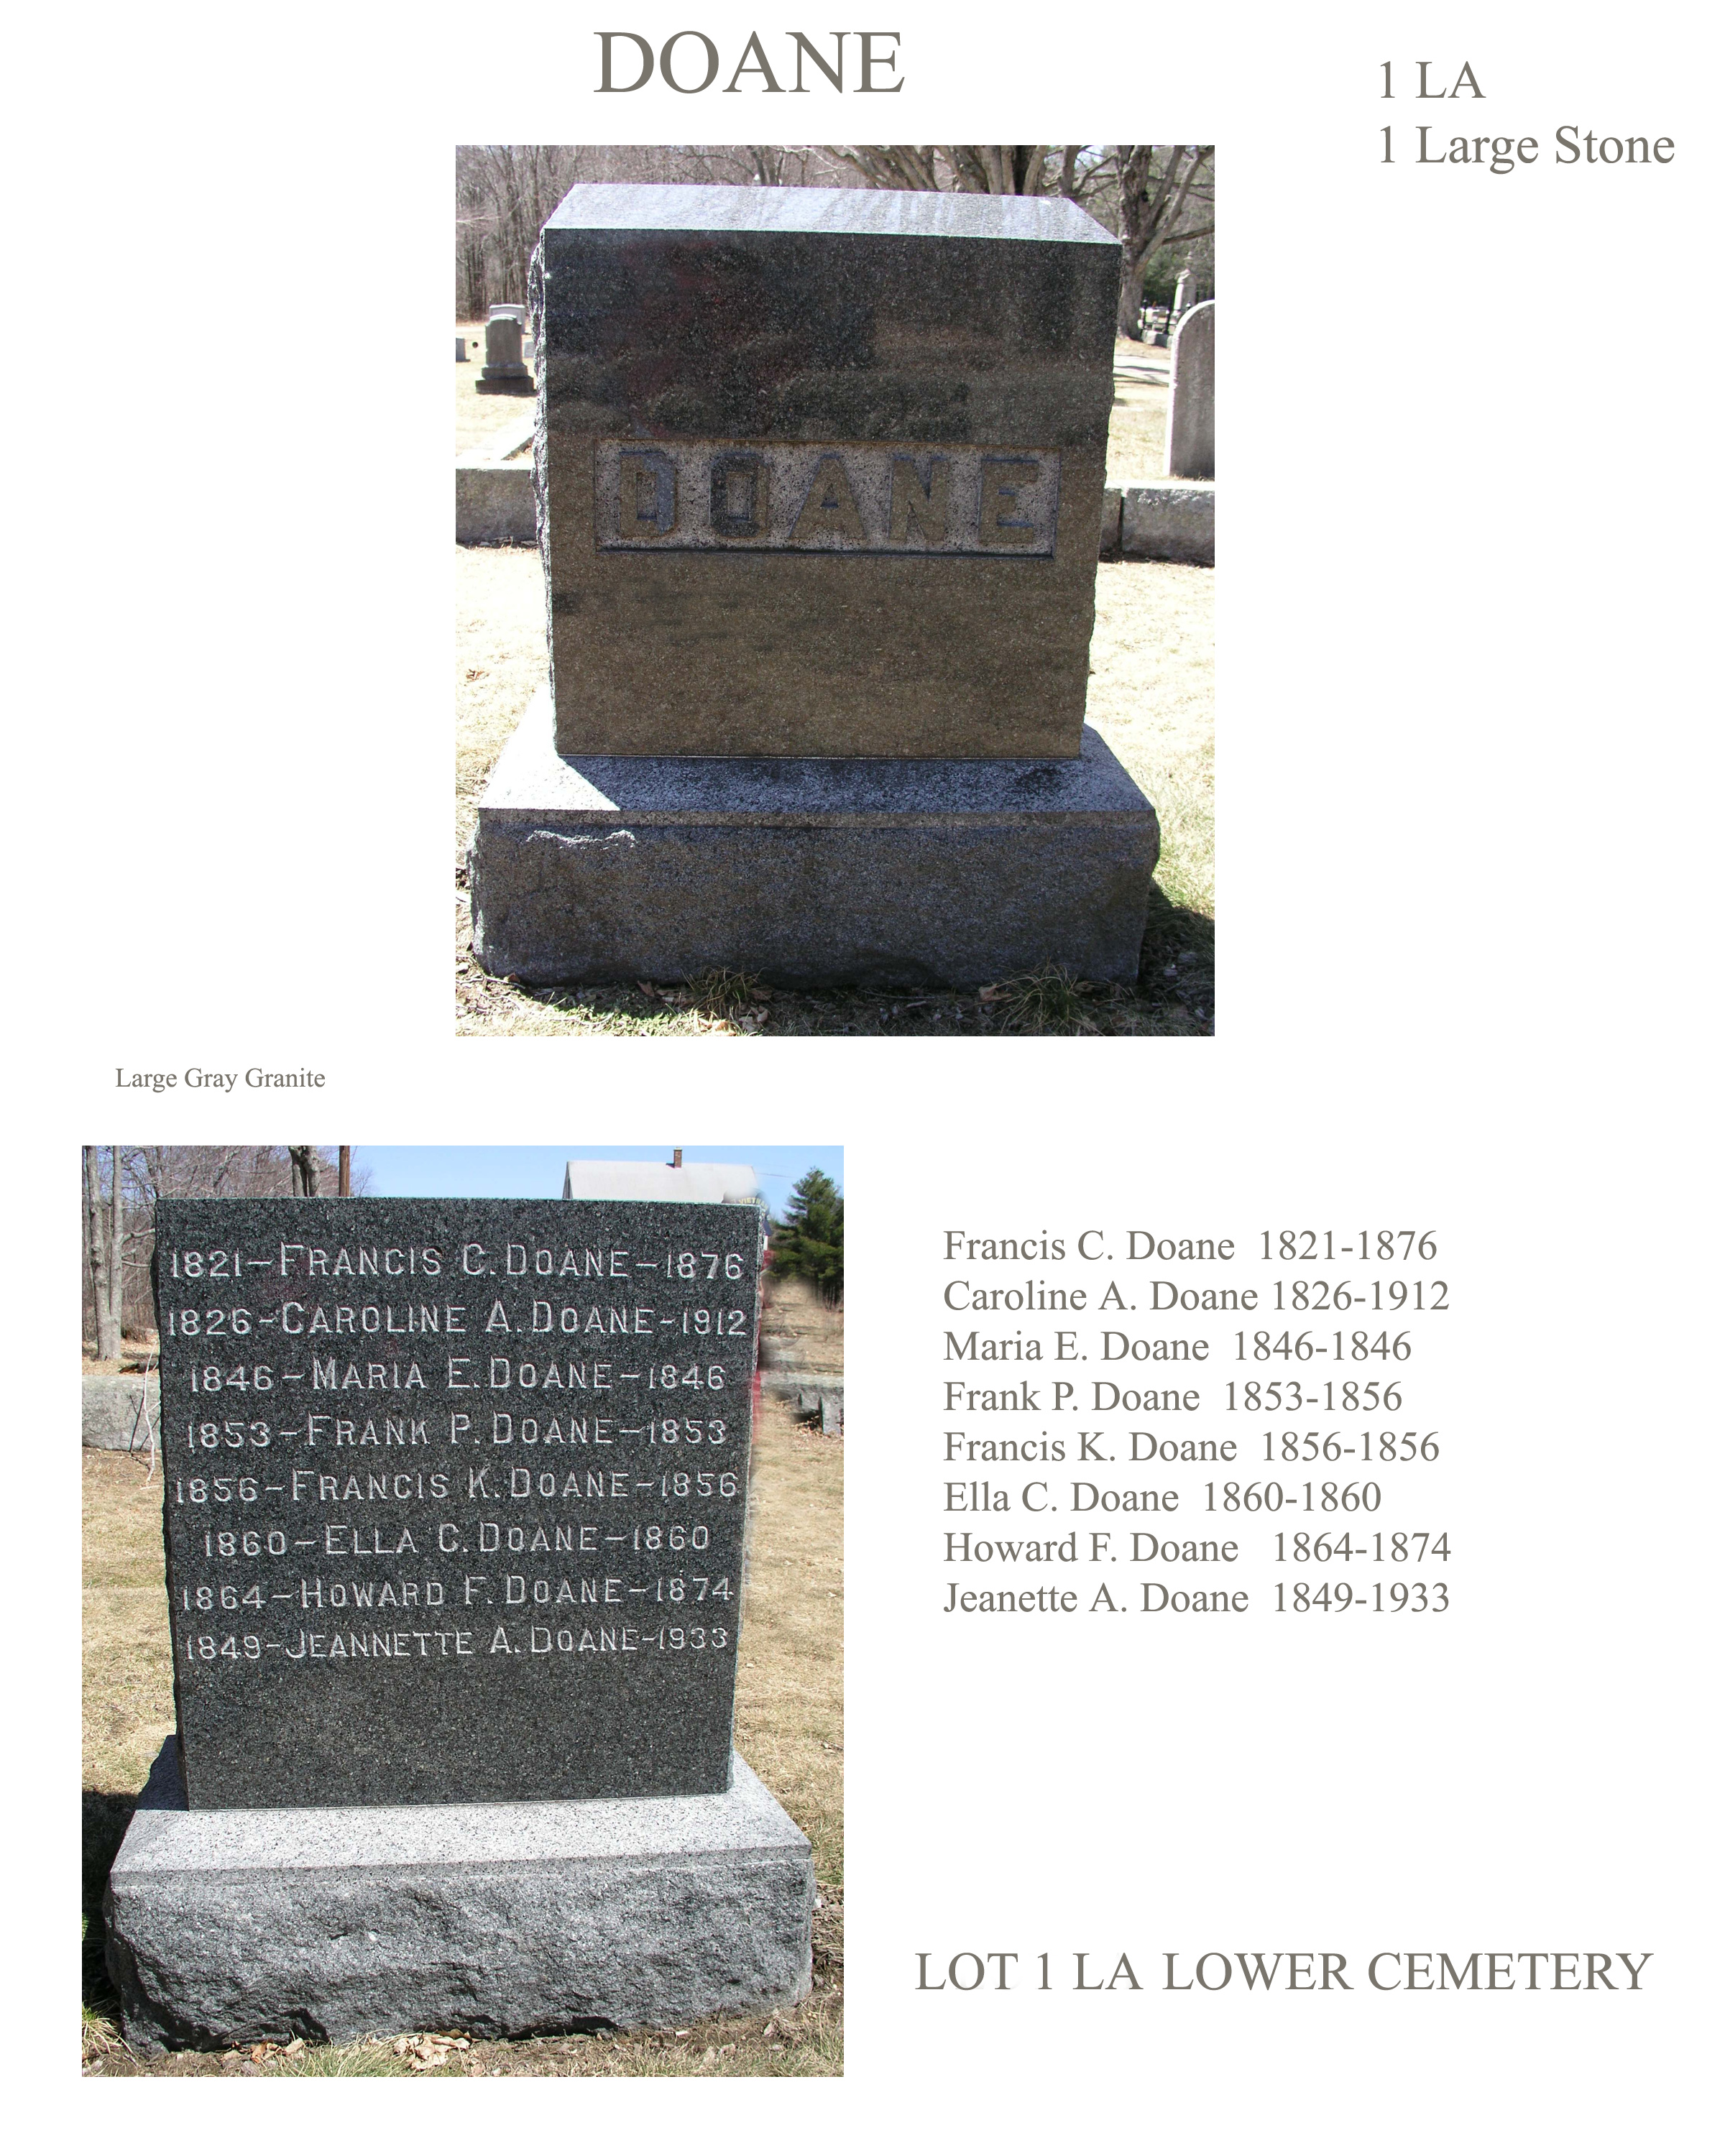 DOANE
1 LA
1 Large Stone
DOANE
Large Gray Granite
1821-FRANCIS C. DOANE-1876
1826-CAROLINE A. DOANE-1912
1846-MARIA E. DOANE-1846
1853-FRANK P. DOANE-1853
1856-FRANCIS K. DOANE-1856
1860-ELLA C. DOANE-1860
1864-HOWARD F. DOANE-1874
1849-JEANNETTE A. DOANE-1933
Francis C. Doane 1821-1876
Caroline A. Doane 1826-1912
Maria E. Doane 1846-1846
Frank P. Doane 1853-1856
Francis K. Doane 1856-1856
Ella C. Doane 1860-1860
Howard F. Doane 1864-1874
Jeanette A. Doane 1849-1933
LOT 1 LA LOWER CEMETERY